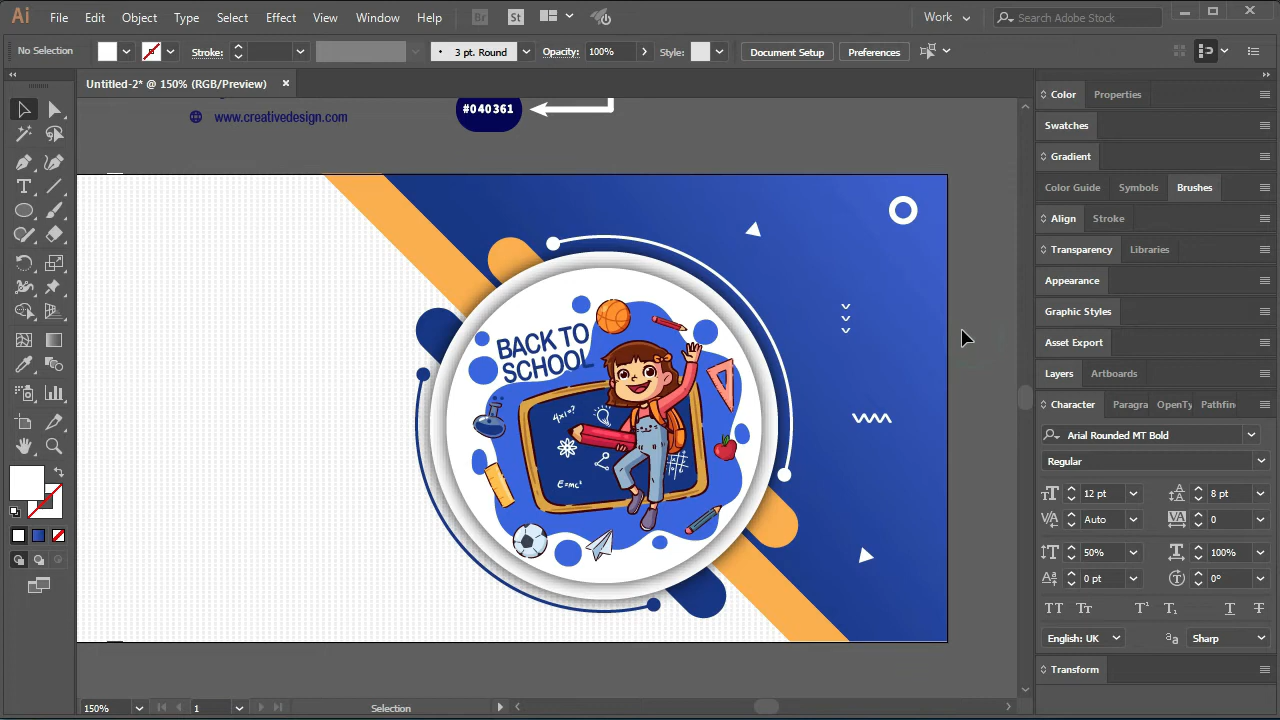 Ai File Edit Object Type Select Effect View Window Help Br St Work Search Adobe Stock
No Selection Stroke: 3 pt. Round Opacity: 100% Style: Document Setup Preferences
Untitled-2* @ 150% (RGB/Preview)
www.creativedesign.com
#040361
BACK TO
SCHOOL
4x1=?
E=mc²
Color Properties
Swatches
Gradient
Color Guide Symbols Brushes
Align Stroke
Transparency Libraries
Appearance
Graphic Styles
Asset Export
Layers Artboards
Character Paragra OpenTy Pathfin
Arial Rounded MT Bold
Regular
12 pt 8 pt
Auto 0
50% 100%
0 pt 0°
English: UK Sharp
Transform
150% 1 Selection